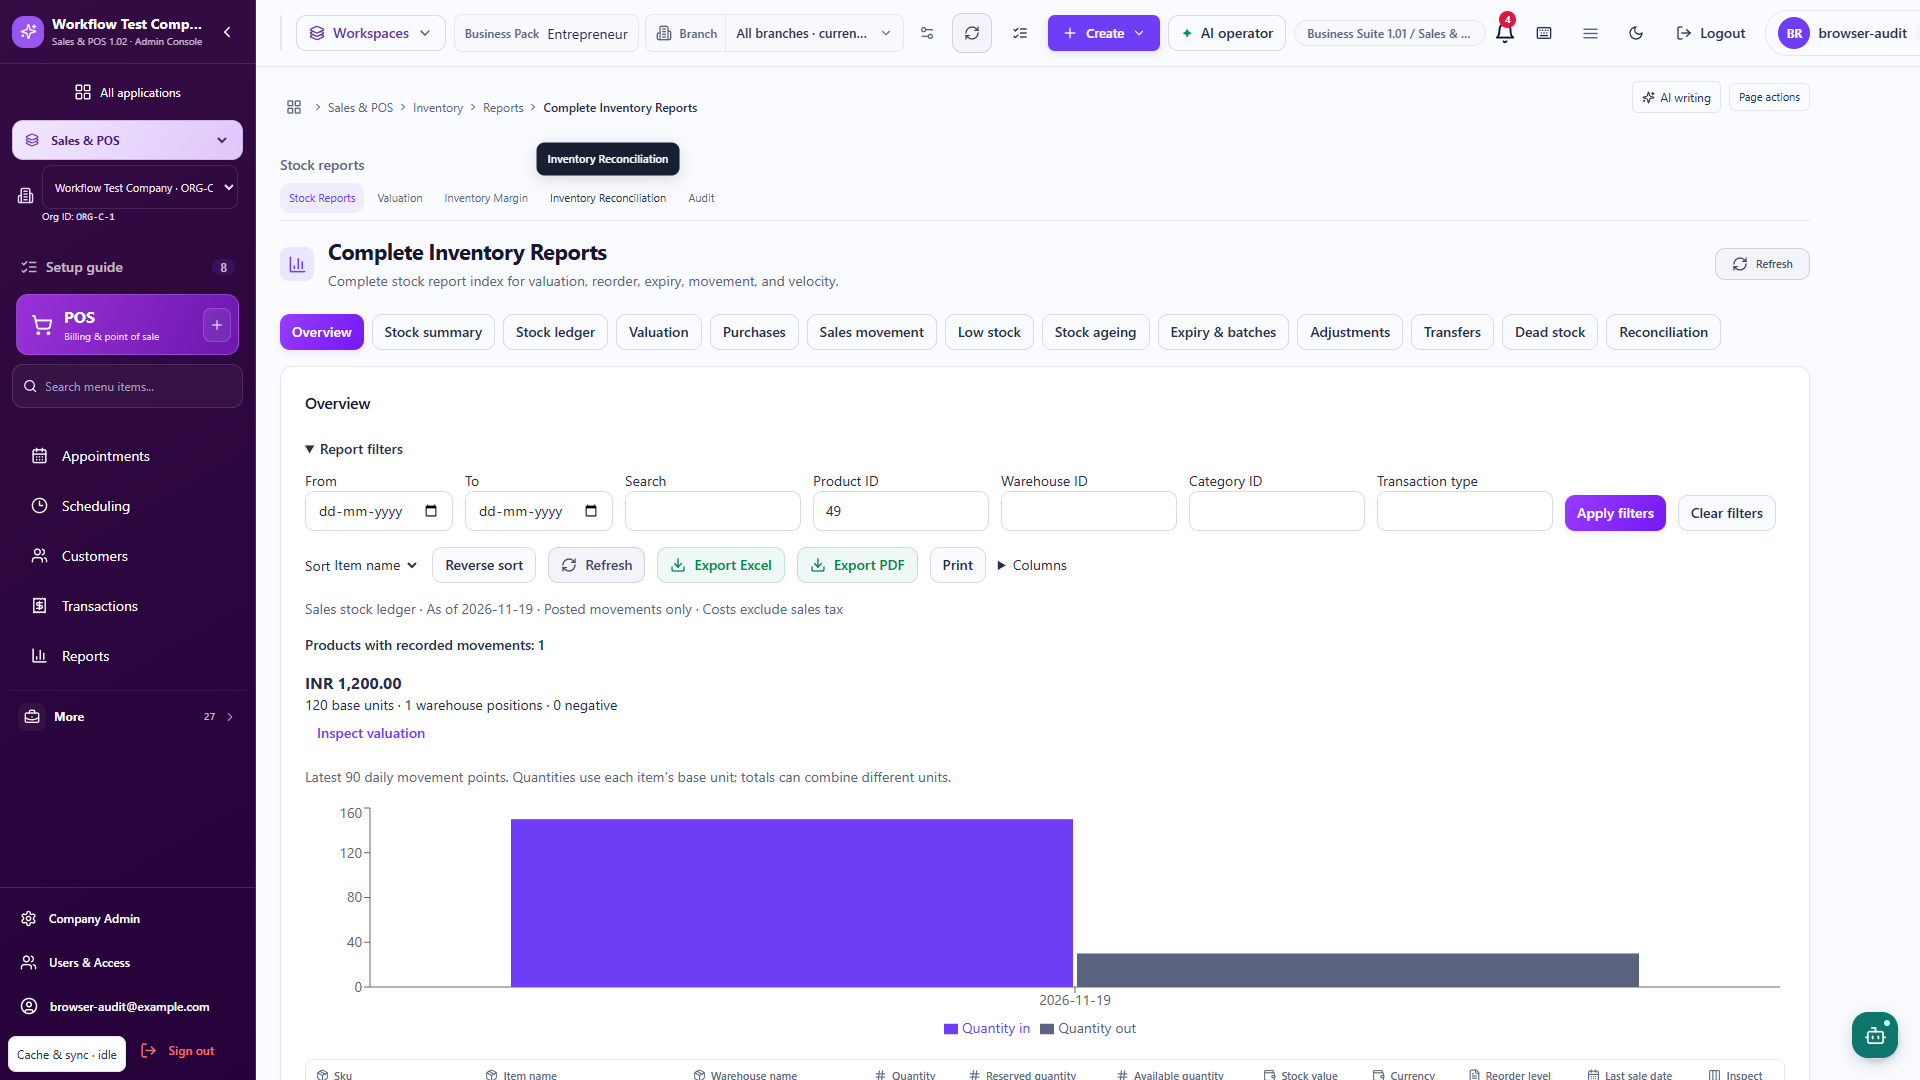 Workflow Test Comp...
Sales & POS 1.02 · Admin Console
All applications
Sales & POS
Workflow Test Company · ORG-C
Org ID: ORG-C-1
Setup guide 8
POS
Billing & point of sale
Search menu items...
Appointments
Scheduling
Customers
Transactions
Reports
More 27
Company Admin
Users & Access
browser-audit@example.com
Cache & sync · idle
Sign out
Workspaces
Business Pack Entrepreneur
Branch All branches · curren...
Create
AI operator
Business Suite 1.01 / Sales & ...
4
Logout
BR browser-audit
Sales & POS > Inventory > Reports > Complete Inventory Reports
AI writing
Page actions
Inventory Reconciliation
Stock reports
Stock Reports Valuation Inventory Margin Inventory Reconciliation Audit
Complete Inventory Reports
Complete stock report index for valuation, reorder, expiry, movement, and velocity.
Refresh
Overview Stock summary Stock ledger Valuation Purchases Sales movement Low stock Stock ageing Expiry & batches Adjustments Transfers Dead stock Reconciliation
Overview
Report filters
From To Search Product ID Warehouse ID Category ID Transaction type
dd-mm-yyyy dd-mm-yyyy 49 Apply filters Clear filters
Sort Item name Reverse sort Refresh Export Excel Export PDF Print Columns
Sales stock ledger · As of 2026-11-19 · Posted movements only · Costs exclude sales tax
Products with recorded movements: 1
INR 1,200.00
120 base units · 1 warehouse positions · 0 negative
Inspect valuation
Latest 90 daily movement points. Quantities use each item's base unit; totals can combine different units.
160
120
80
40
0
2026-11-19
Quantity in Quantity out
Sku Item name Warehouse name Quantity Reserved quantity Available quantity Stock value Currency Reorder level Last sale date Inspect